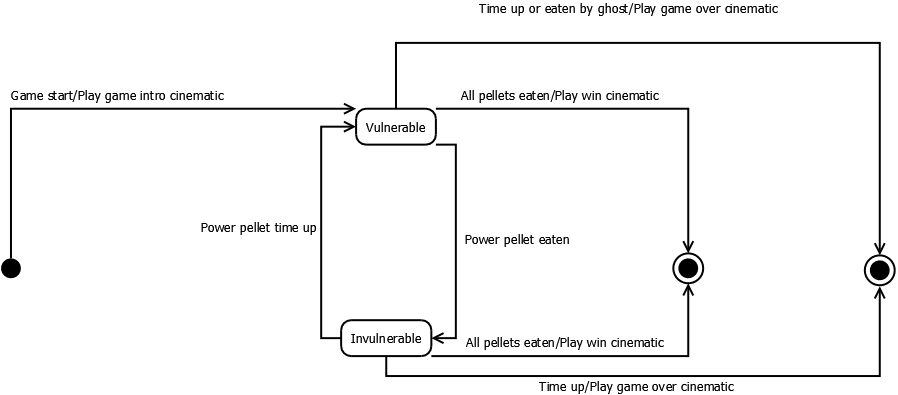 Time up or eaten by ghost/Play game over cinematic
Game start/Play game intro cinematic
All pellets eaten/Play win cinematic
Vulnerable
Power pellet time up
Power pellet eaten
Invulnerable
All pellets eaten/Play win cinematic
Time up/Play game over cinematic